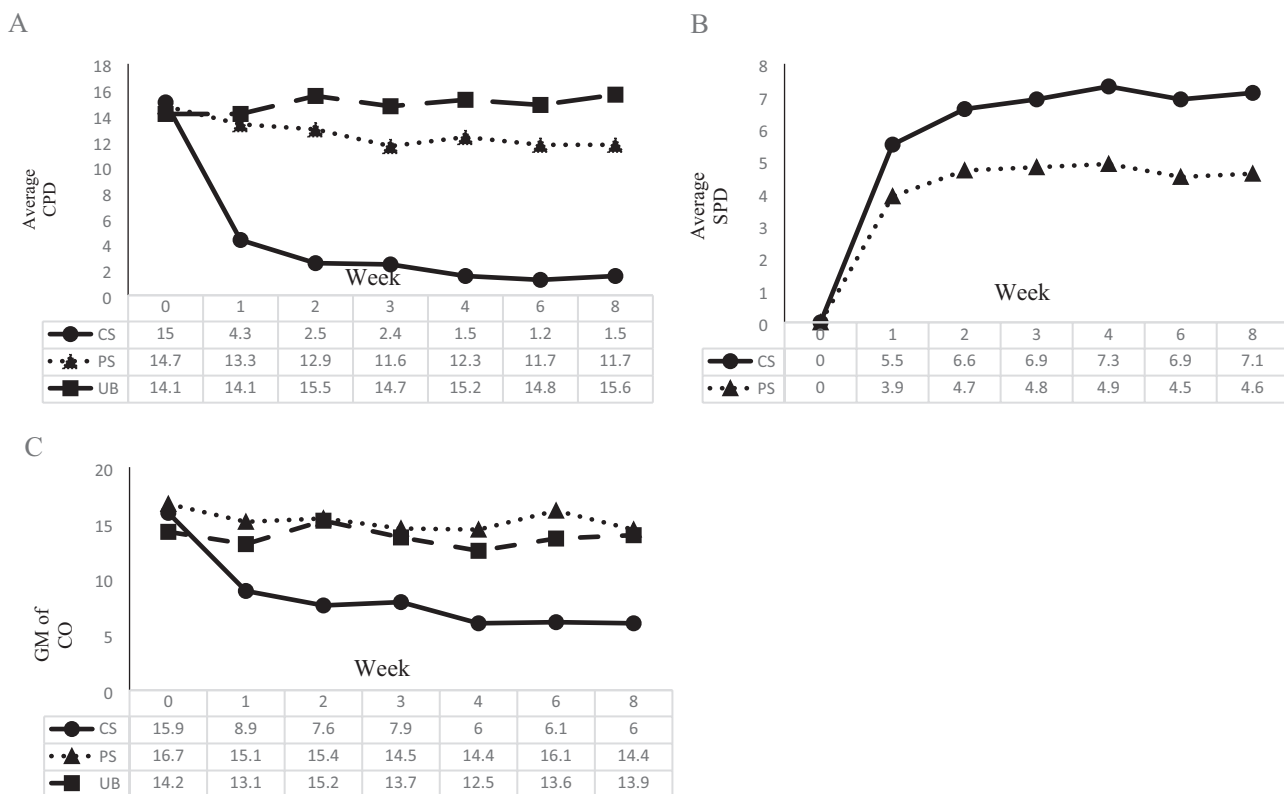 A
Average
CPD
18
16
14
12
10
8
6
4
2
0
Week
0 1 2 3 4 6 8
CS 15 4.3 2.5 2.4 1.5 1.2 1.5
PS 14.7 13.3 12.9 11.6 12.3 11.7 11.7
UB 14.1 14.1 15.5 14.7 15.2 14.8 15.6
B
Average
SPD
8
7
6
5
4
3
2
1
0
Week
0 1 2 3 4 6 8
CS 0 5.5 6.6 6.9 7.3 6.9 7.1
PS 0 3.9 4.7 4.8 4.9 4.5 4.6
C
GM of
CO
20
15
10
5
0
Week
0 1 2 3 4 6 8
CS 15.9 8.9 7.6 7.9 6 6.1 6
PS 16.7 15.1 15.4 14.5 14.4 16.1 14.4
UB 14.2 13.1 15.2 13.7 12.5 13.6 13.9